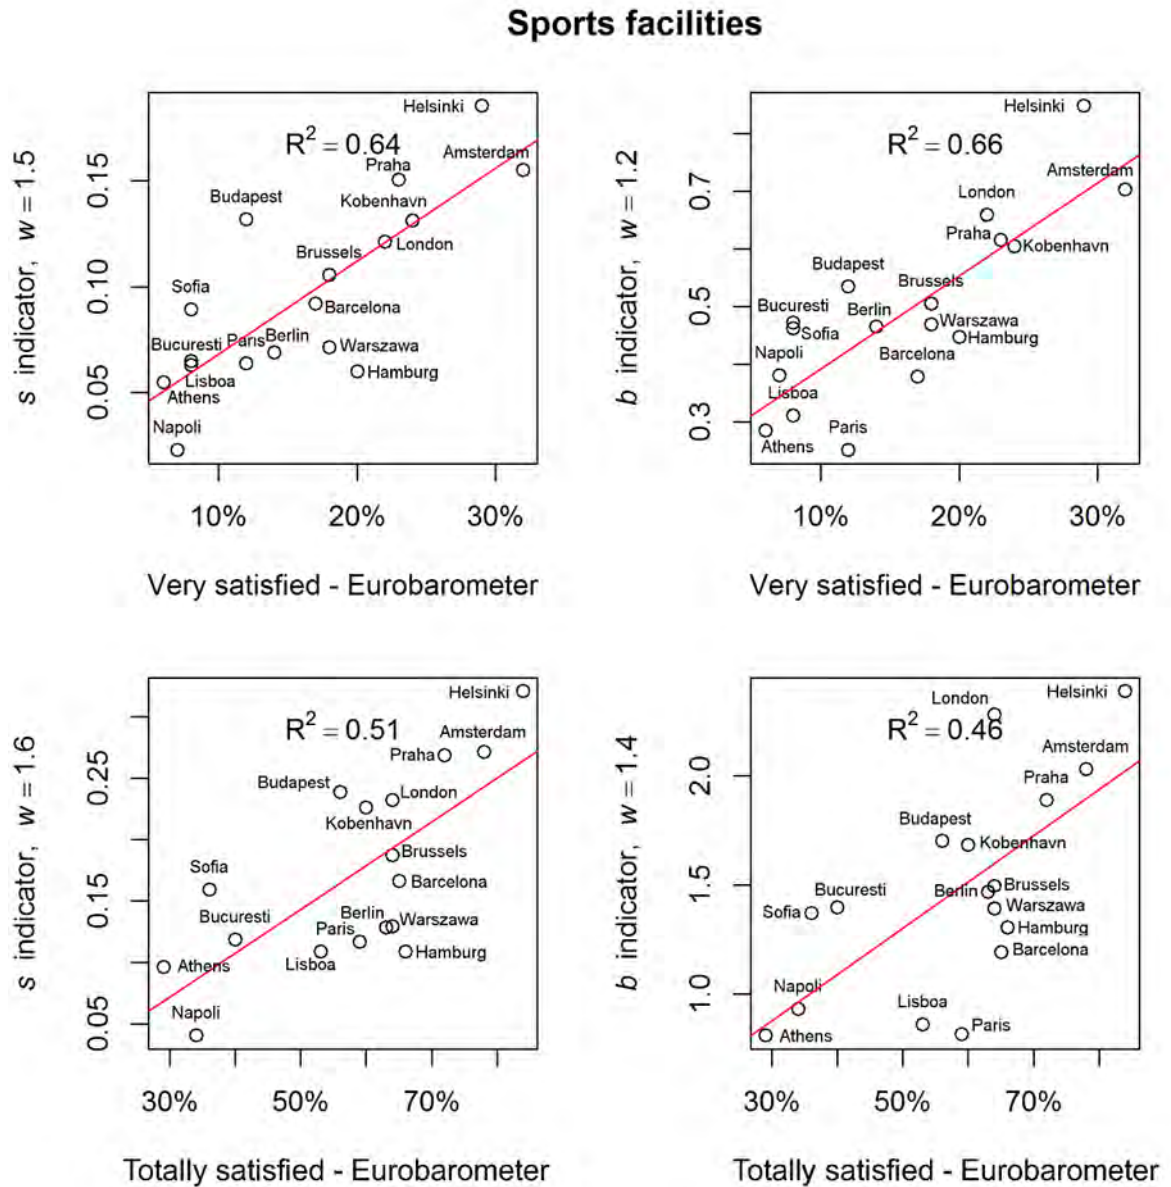 Sports facilities
s indicator, w = 1.5
0.05 0.10 0.15
R² = 0.64
Helsinki
Amsterdam
Praha
Budapest
Kobenhavn
London
Brussels
Sofia
Barcelona
Bucuresti
Paris
Berlin
Warszawa
Lisboa
Hamburg
Athens
Napoli
10% 20% 30%
Very satisfied - Eurobarometer
b indicator, w = 1.2
0.3 0.5 0.7
R² = 0.66
Helsinki
Amsterdam
London
Praha
Kobenhavn
Budapest
Brussels
Bucuresti
Berlin
Warszawa
Sofia
Hamburg
Napoli
Barcelona
Lisboa
Paris
Athens
10% 20% 30%
Very satisfied - Eurobarometer
s indicator, w = 1.6
0.05 0.15 0.25
R² = 0.51
Helsinki
Amsterdam
Praha
Budapest
London
Kobenhavn
Brussels
Sofia
Barcelona
Bucuresti
Berlin
Warszawa
Paris
Hamburg
Lisboa
Athens
Napoli
30% 50% 70%
Totally satisfied - Eurobarometer
b indicator, w = 1.4
1.0 1.5 2.0
R² = 0.46
London
Helsinki
Amsterdam
Praha
Budapest
Kobenhavn
Bucuresti
Berlin
Brussels
Sofia
Warszawa
Hamburg
Barcelona
Napoli
Lisboa
Paris
Athens
30% 50% 70%
Totally satisfied - Eurobarometer